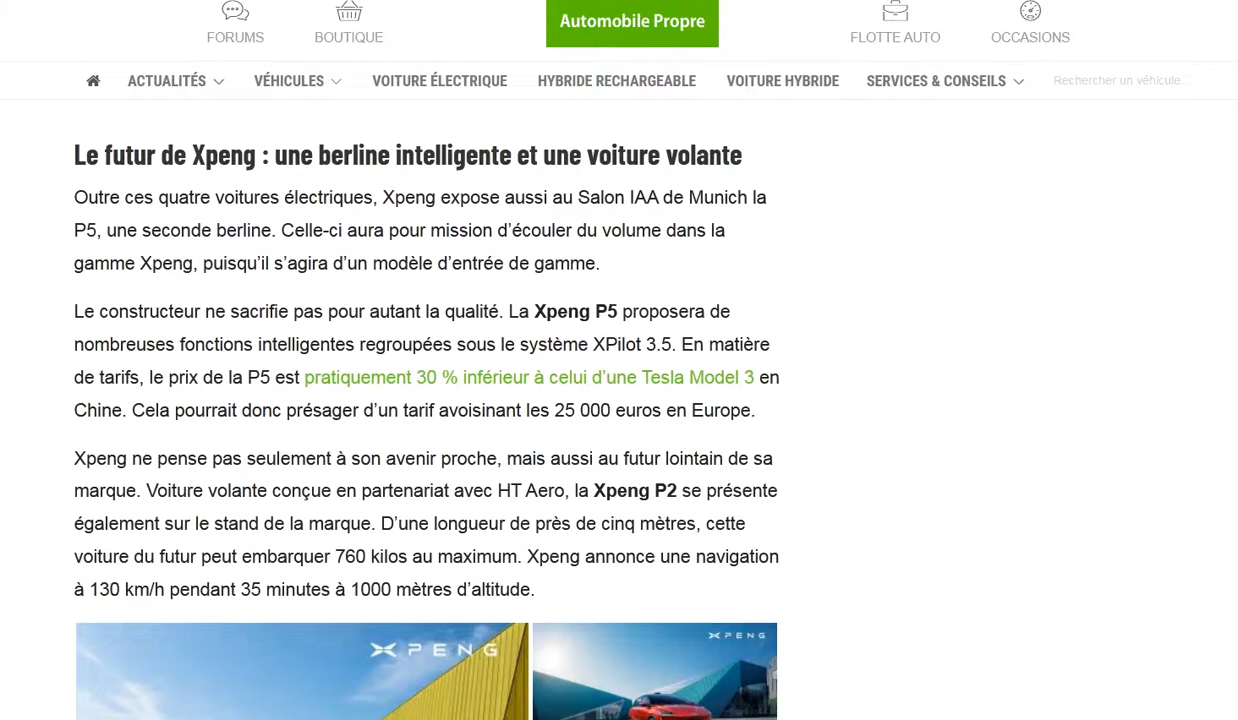 FORUMS
BOUTIQUE
Automobile Propre
FLOTTE AUTO
OCCASIONS
ACTUALITÉS
VÉHICULES
VOITURE ÉLECTRIQUE
HYBRIDE RECHARGEABLE
VOITURE HYBRIDE
SERVICES & CONSEILS
Rechercher un véhicule...
Le futur de Xpeng : une berline intelligente et une voiture volante
Outre ces quatre voitures électriques, Xpeng expose aussi au Salon IAA de Munich la
P5, une seconde berline. Celle-ci aura pour mission d’écouler du volume dans la
gamme Xpeng, puisqu’il s’agira d’un modèle d’entrée de gamme.
Le constructeur ne sacrifie pas pour autant la qualité. La Xpeng P5 proposera de
nombreuses fonctions intelligentes regroupées sous le système XPilot 3.5. En matière
de tarifs, le prix de la P5 est pratiquement 30 % inférieur à celui d’une Tesla Model 3 en
Chine. Cela pourrait donc présager d’un tarif avoisinant les 25 000 euros en Europe.
Xpeng ne pense pas seulement à son avenir proche, mais aussi au futur lointain de sa
marque. Voiture volante conçue en partenariat avec HT Aero, la Xpeng P2 se présente
également sur le stand de la marque. D’une longueur de près de cinq mètres, cette
voiture du futur peut embarquer 760 kilos au maximum. Xpeng annonce une navigation
à 130 km/h pendant 35 minutes à 1000 mètres d’altitude.
XPENG
XPENG